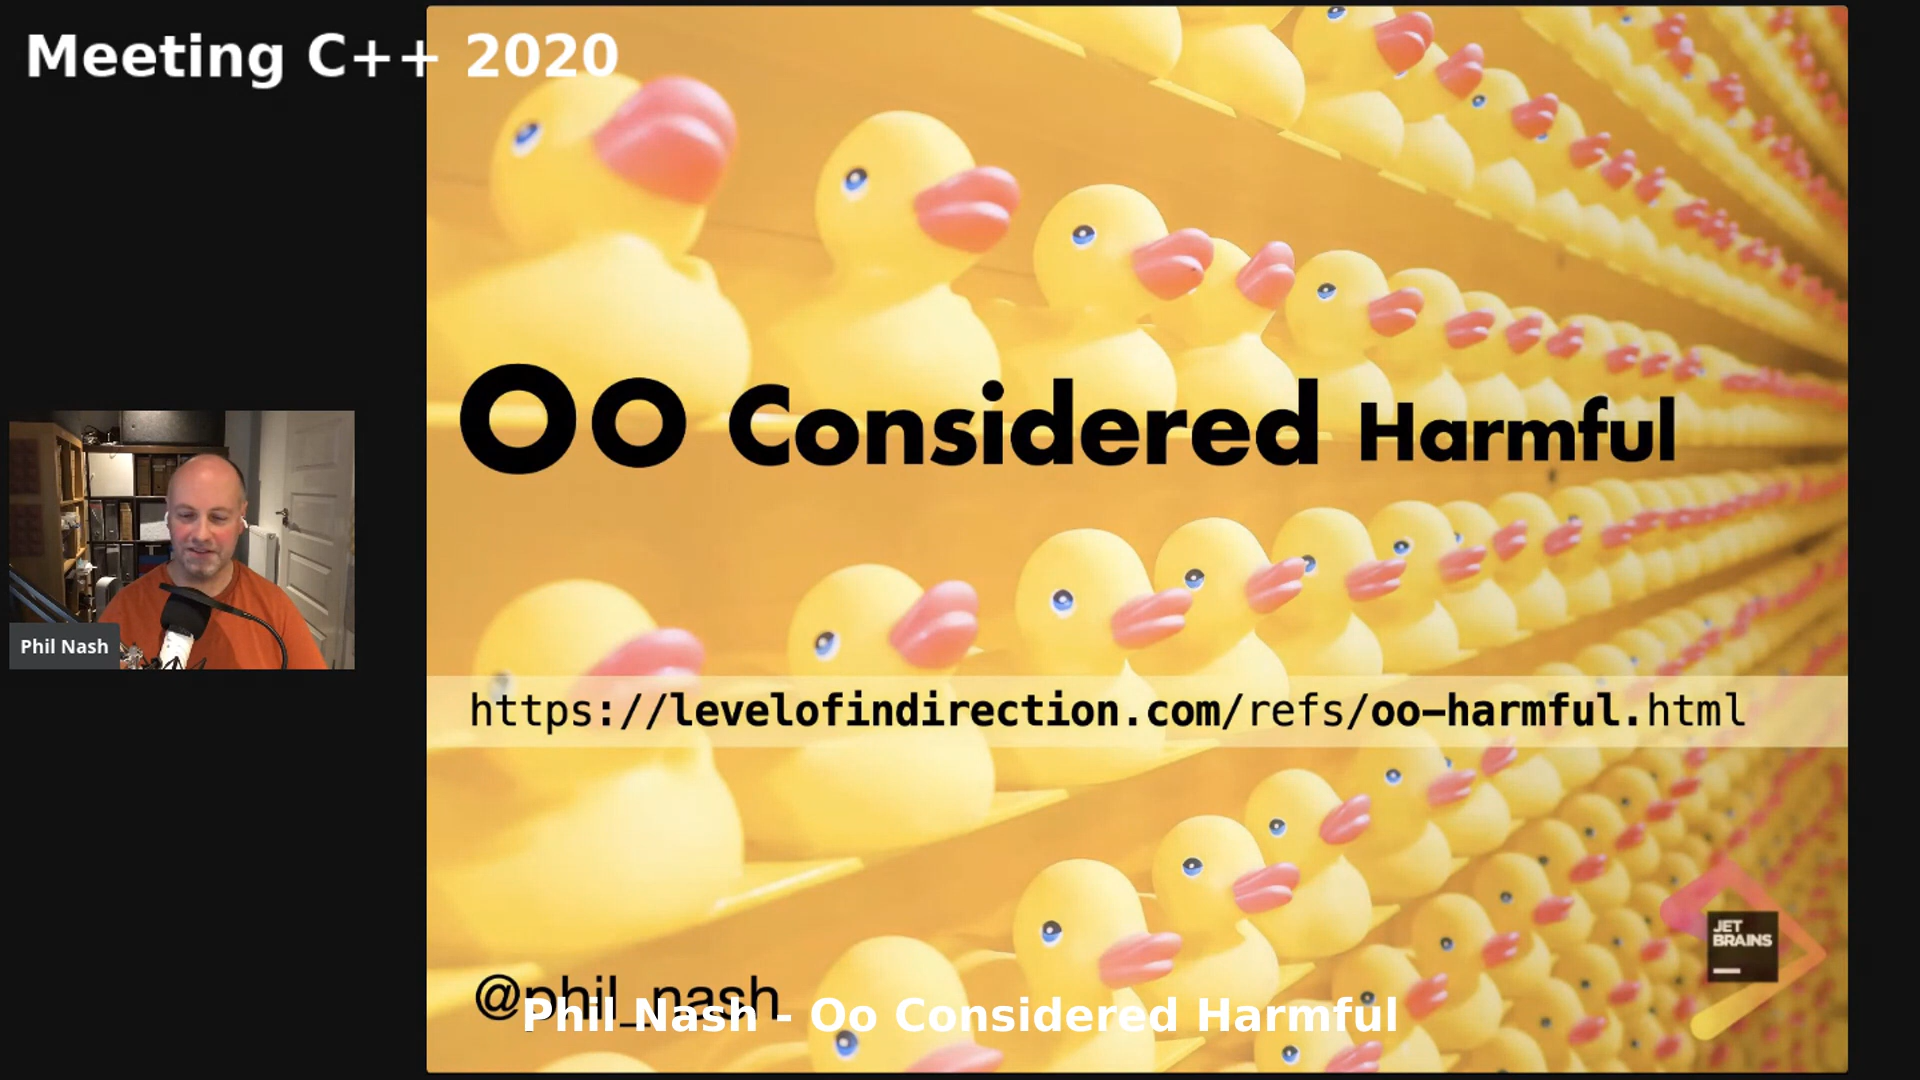 Meeting C++ 2020
Oo Considered Harmful
Phil Nash
https://levelofindirection.com/refs/oo-harmful.html
JET
BRAINS
@phil_nash
Phil Nash - Oo Considered Harmful